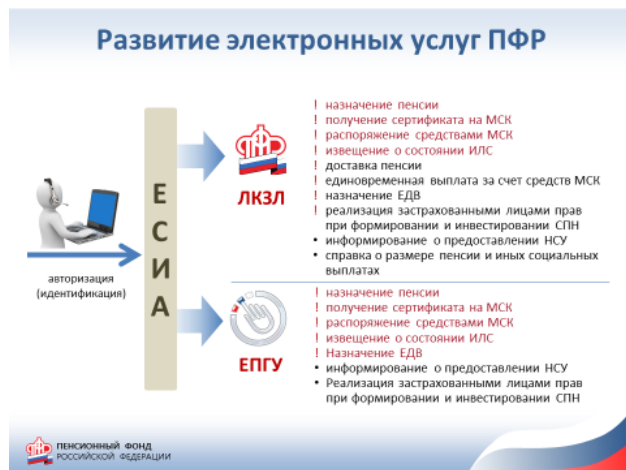 Развитие электронных услуг ПФР
авторизация
(идентификация)
Е
С
И
А
ЛКЗЛ
! назначение пенсии
! получение сертификата на МСК
! распоряжение средствами МСК
! извещение о состоянии ИЛС
! доставка пенсии
! единовременная выплата за счет средств МСК
! назначение ЕДВ
! реализация застрахованными лицами прав
при формировании и инвестировании СПН
• информирование о предоставлении НСУ
• справка о размере пенсии и иных социальных
выплатах
ЕПГУ
! назначение пенсии
! получение сертификата на МСК
! распоряжение средствами МСК
! извещение о состоянии ИЛС
! Назначение ЕДВ
• информирование о предоставлении НСУ
• Реализация застрахованными лицами прав
при формировании и инвестировании СПН
ПЕНСИОННЫЙ ФОНД
РОССИЙСКОЙ ФЕДЕРАЦИИ